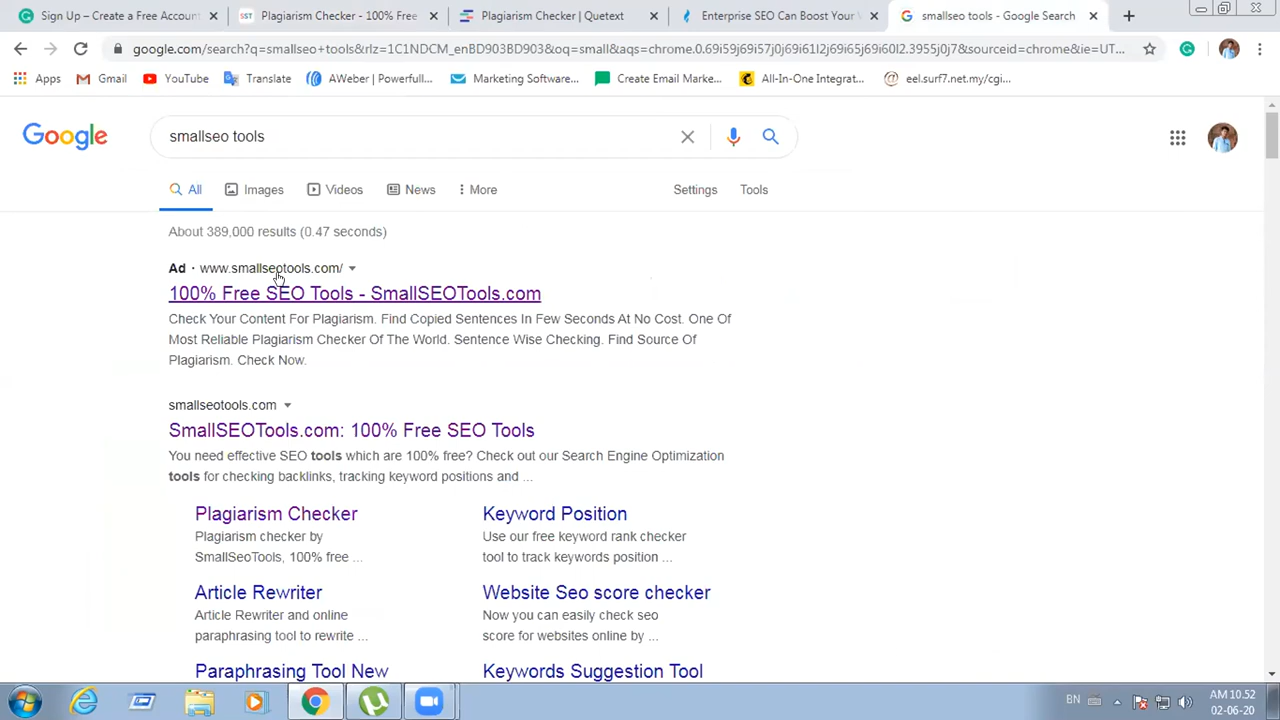 Sign Up – Create a Free Accoun
SST Plagiarism Checker - 100% Free
Plagiarism Checker | Quetext
Enterprise SEO Can Boost Your V
smallseo tools - Google Search
google.com/search?q=smallseo+tools&rlz=1C1NDCM_enBD903BD903&oq=small&aqs=chrome.0.69i59j69i57j0j69i61l2j69i65j69i60l2.3955j0j7&sourceid=chrome&ie=UT...
Apps Gmail YouTube Translate AWeber | Powerfull... Marketing Software... Create Email Marke... All-In-One Integrat... eel.surf7.net.my/cgi...
Google
smallseo tools
All Images Videos News More Settings Tools
About 389,000 results (0.47 seconds)
Ad · www.smallseotools.com/
100% Free SEO Tools - SmallSEOTools.com
Check Your Content For Plagiarism. Find Copied Sentences In Few Seconds At No Cost. One Of
Most Reliable Plagiarism Checker Of The World. Sentence Wise Checking. Find Source Of
Plagiarism. Check Now.
smallseotools.com
SmallSEOTools.com: 100% Free SEO Tools
You need effective SEO tools which are 100% free? Check out our Search Engine Optimization
tools for checking backlinks, tracking keyword positions and ...
Plagiarism Checker
Plagiarism checker by
SmallSeoTools, 100% free ...
Keyword Position
Use our free keyword rank checker
tool to track keywords position ...
Article Rewriter
Article Rewriter and online
paraphrasing tool to rewrite ...
Website Seo score checker
Now you can easily check seo
score for websites online by ...
Paraphrasing Tool New
Keywords Suggestion Tool
BN
AM 10.52
02-06-20